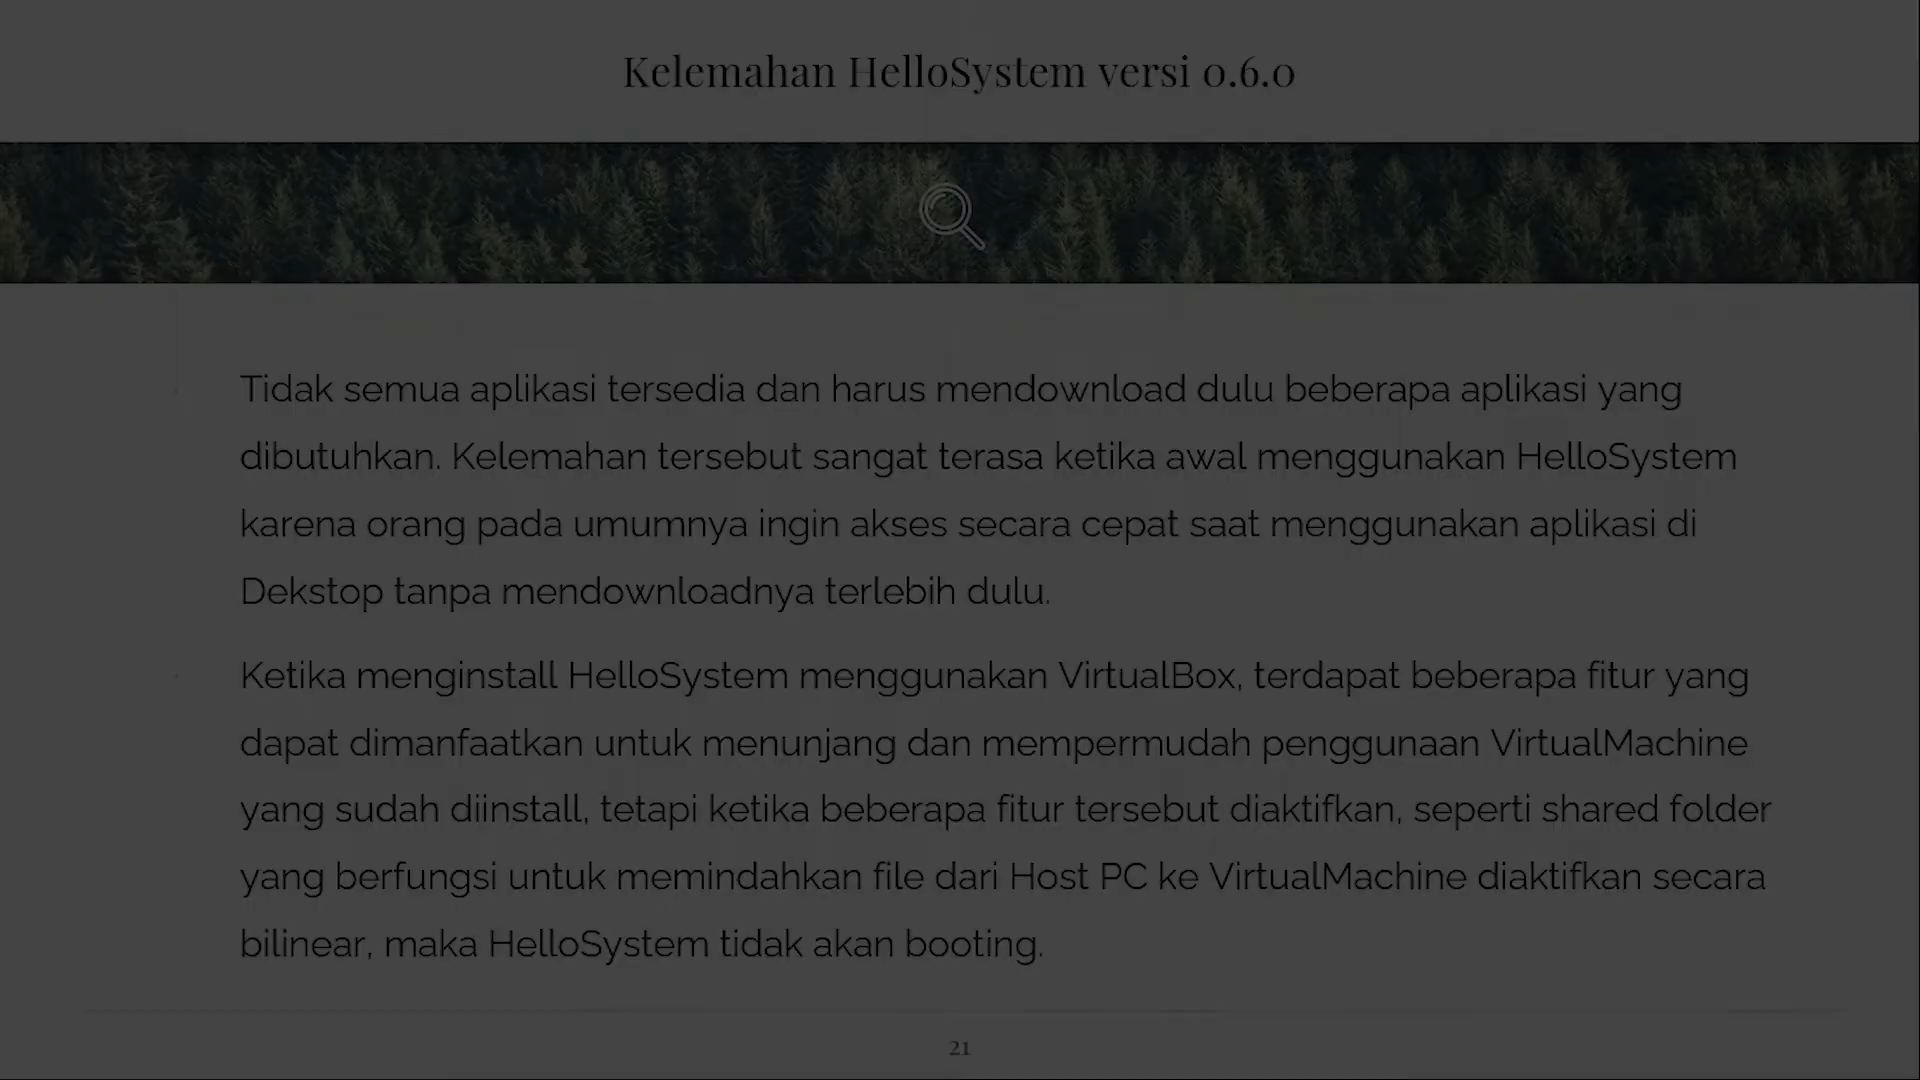 Kelemahan HelloSystem versi 0.6.0
Tidak semua aplikasi tersedia dan harus mendownload dulu beberapa aplikasi yang
dibutuhkan. Kelemahan tersebut sangat terasa ketika awal menggunakan HelloSystem
karena orang pada umumnya ingin akses secara cepat saat menggunakan aplikasi di
Dekstop tanpa mendownloadnya terlebih dulu.
Ketika menginstall HelloSystem menggunakan VirtualBox, terdapat beberapa fitur yang
dapat dimanfaatkan untuk menunjang dan mempermudah penggunaan VirtualMachine
yang sudah diinstall, tetapi ketika beberapa fitur tersebut diaktifkan, seperti shared folder
yang berfungsi untuk memindahkan file dari Host PC ke VirtualMachine diaktifkan secara
bilinear, maka HelloSystem tidak akan booting.
21